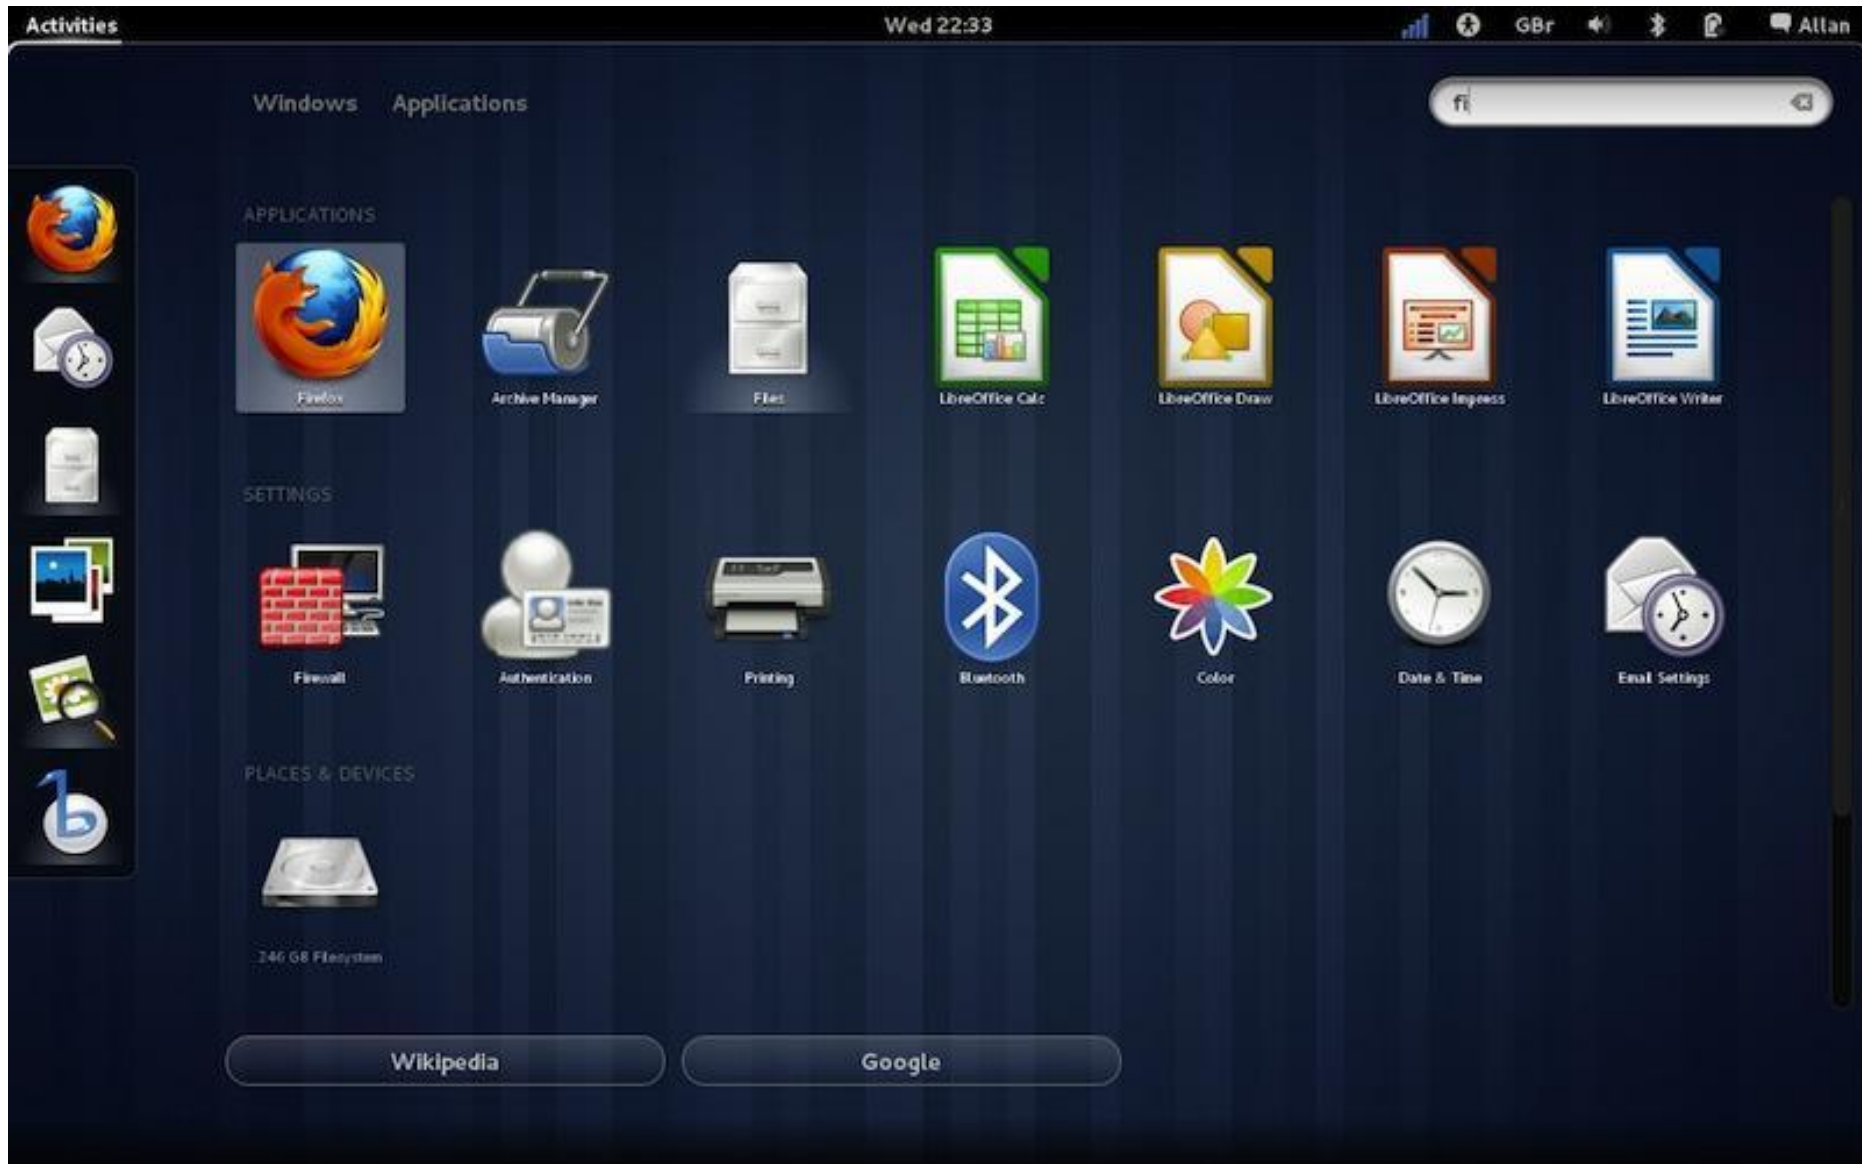 Activities Wed 22:33 GBr Allan
Windows Applications fi
APPLICATIONS
Firefox Archive Manager Files LibreOffice Calc LibreOffice Draw LibreOffice Impress LibreOffice Writer
SETTINGS
Firewall Authentication Printing Bluetooth Color Date & Time Email Settings
PLACES & DEVICES
246 GB Filesystem
Wikipedia Google